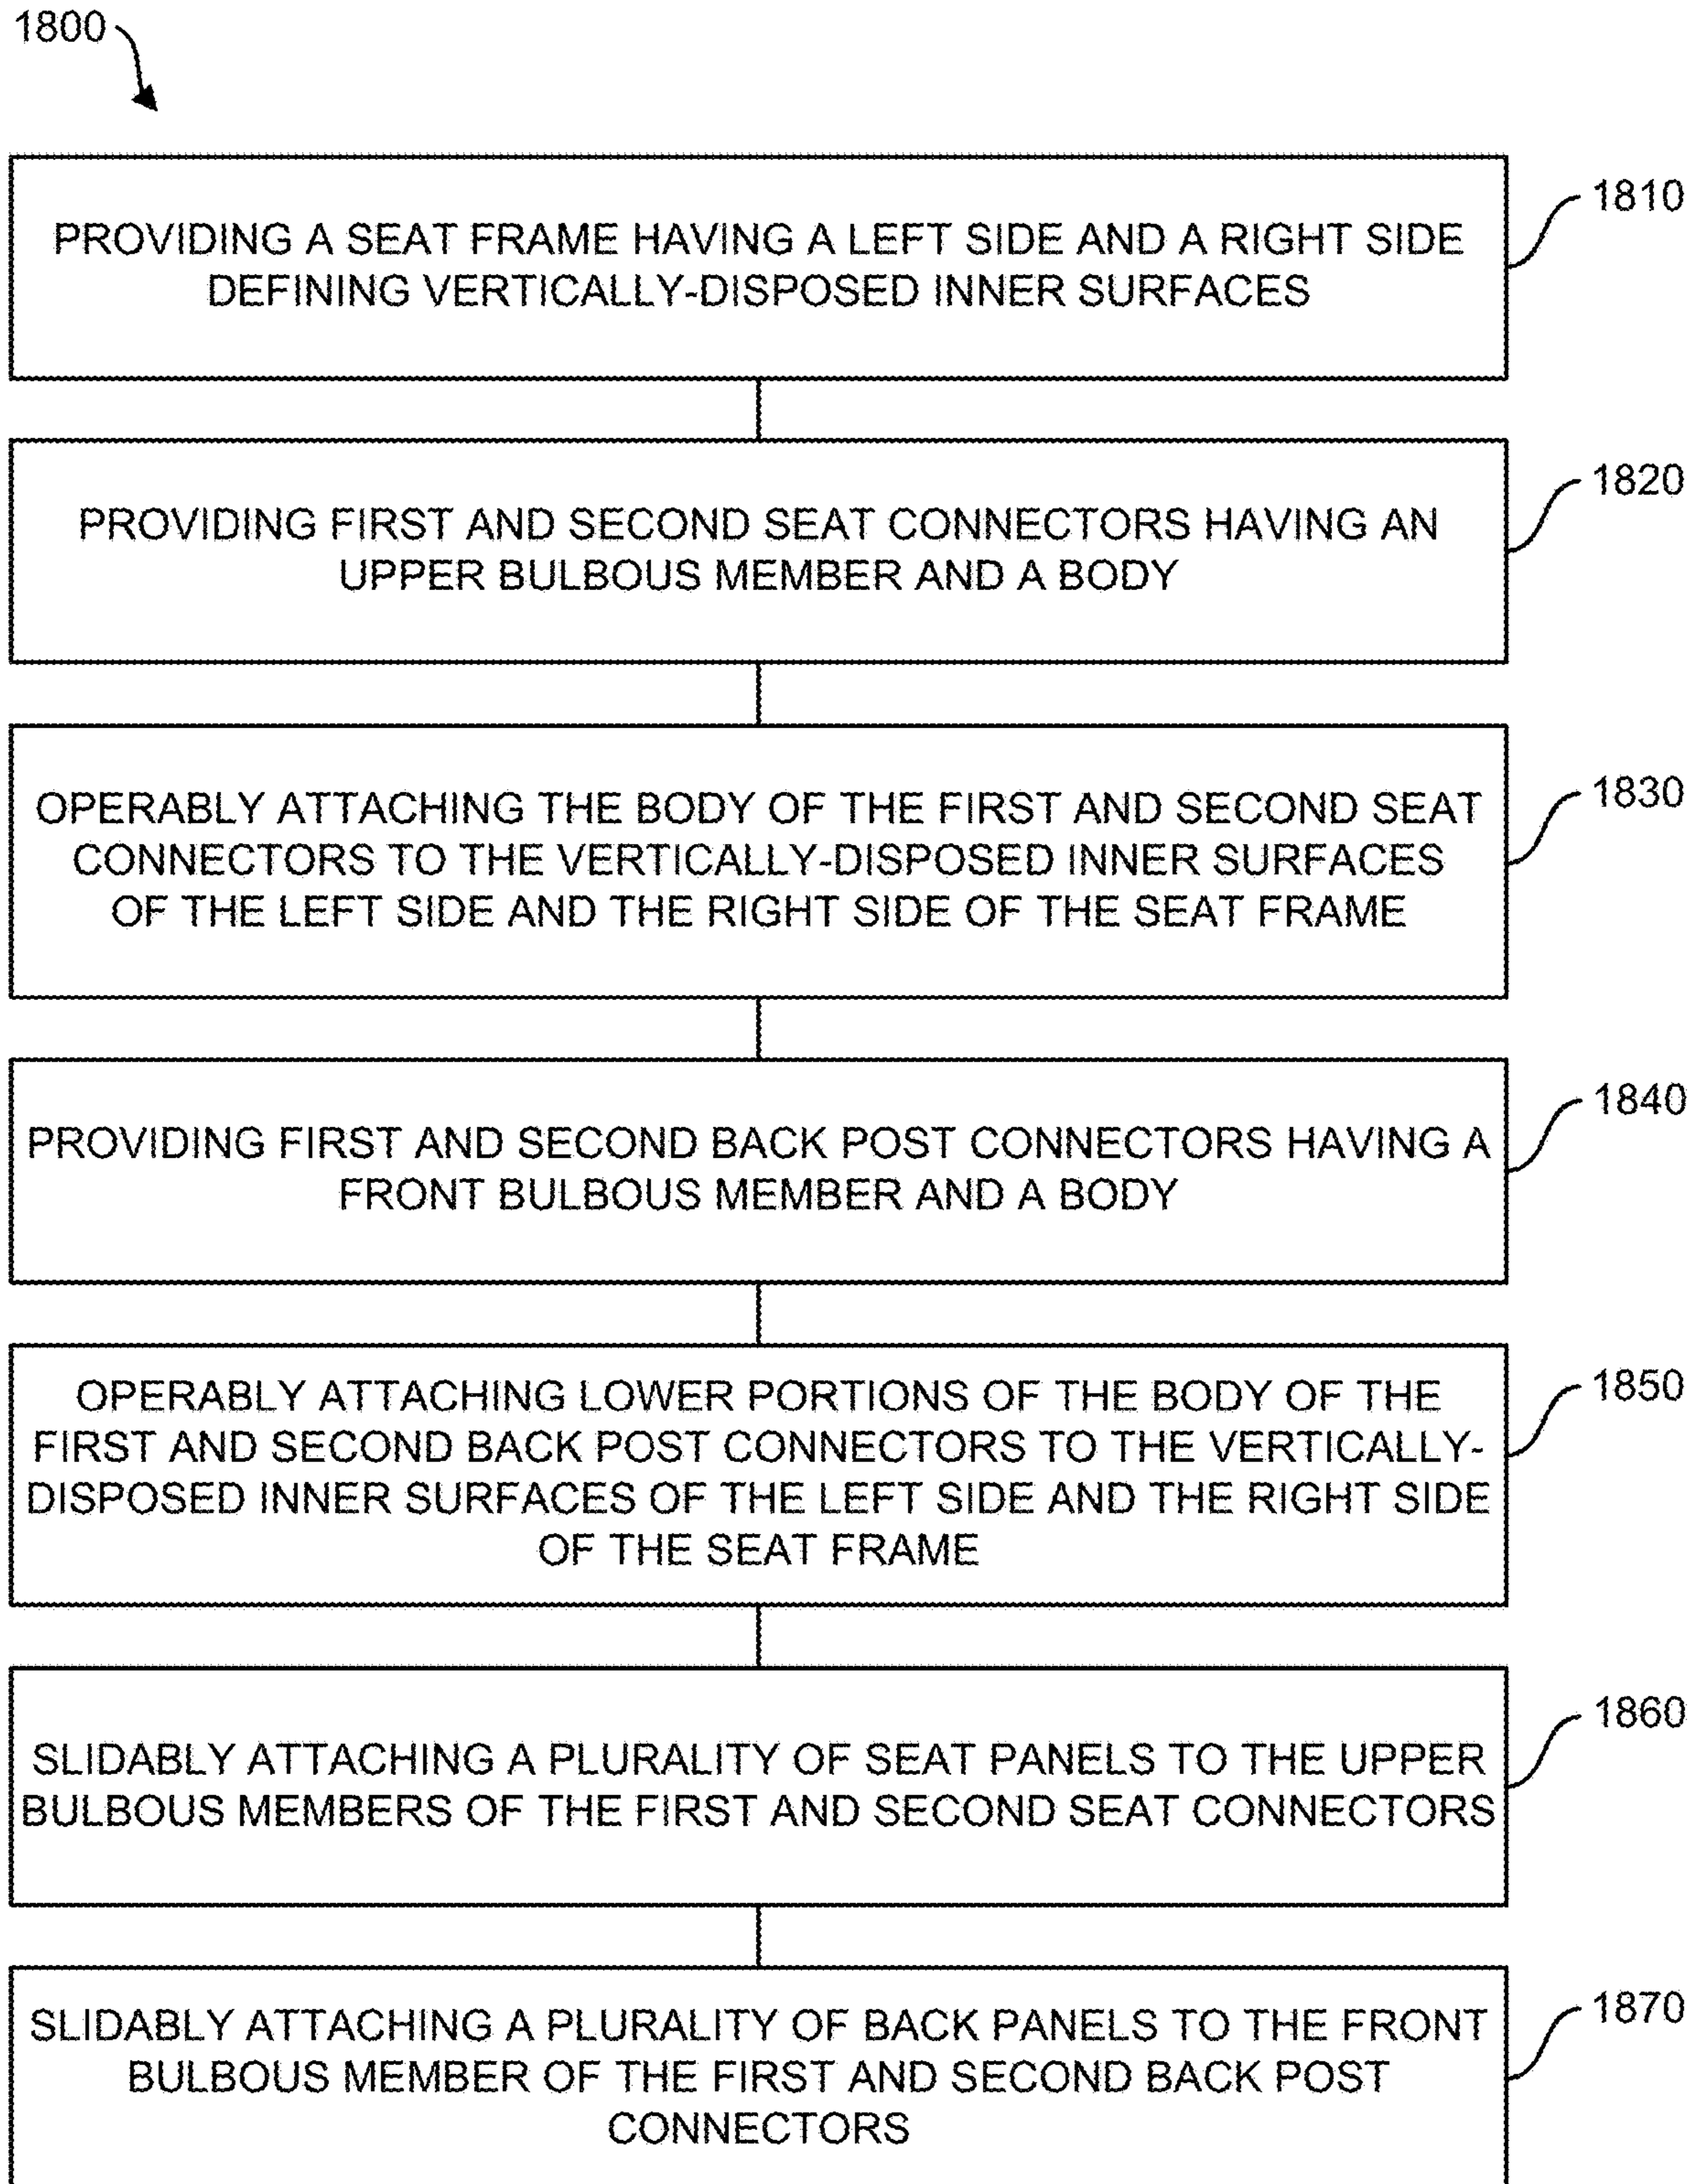 1800
PROVIDING A SEAT FRAME HAVING A LEFT SIDE AND A RIGHT SIDE
DEFINING VERTICALLY-DISPOSED INNER SURFACES
1810
PROVIDING FIRST AND SECOND SEAT CONNECTORS HAVING AN
UPPER BULBOUS MEMBER AND A BODY
1820
OPERABLY ATTACHING THE BODY OF THE FIRST AND SECOND SEAT
CONNECTORS TO THE VERTICALLY-DISPOSED INNER SURFACES
OF THE LEFT SIDE AND THE RIGHT SIDE OF THE SEAT FRAME
1830
PROVIDING FIRST AND SECOND BACK POST CONNECTORS HAVING A
FRONT BULBOUS MEMBER AND A BODY
1840
OPERABLY ATTACHING LOWER PORTIONS OF THE BODY OF THE
FIRST AND SECOND BACK POST CONNECTORS TO THE VERTICALLY-
DISPOSED INNER SURFACES OF THE LEFT SIDE AND THE RIGHT SIDE
OF THE SEAT FRAME
1850
SLIDABLY ATTACHING A PLURALITY OF SEAT PANELS TO THE UPPER
BULBOUS MEMBERS OF THE FIRST AND SECOND SEAT CONNECTORS
1860
SLIDABLY ATTACHING A PLURALITY OF BACK PANELS TO THE FRONT
BULBOUS MEMBER OF THE FIRST AND SECOND BACK POST
CONNECTORS
1870